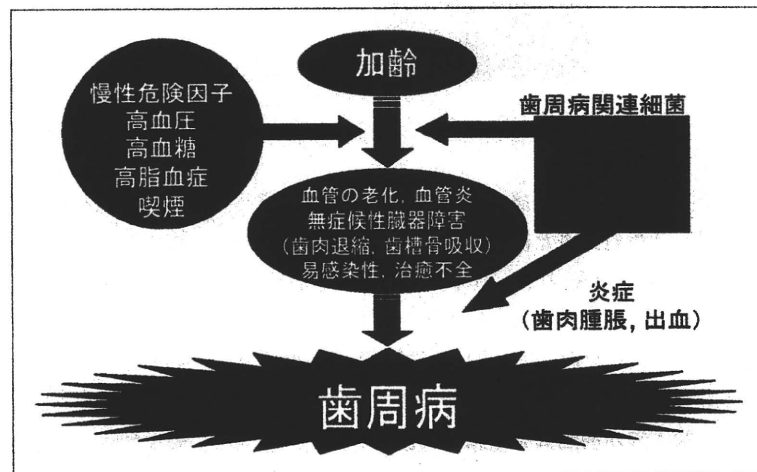 加齢
慢性危険因子
高血圧
高血糖
高脂血症
喫煙
歯周病関連細菌
血管の老化, 血管炎
無症候性臓器障害
(歯肉退縮, 歯槽骨吸収)
易感染性, 治癒不全
炎症
(歯肉腫脹, 出血)
歯周病